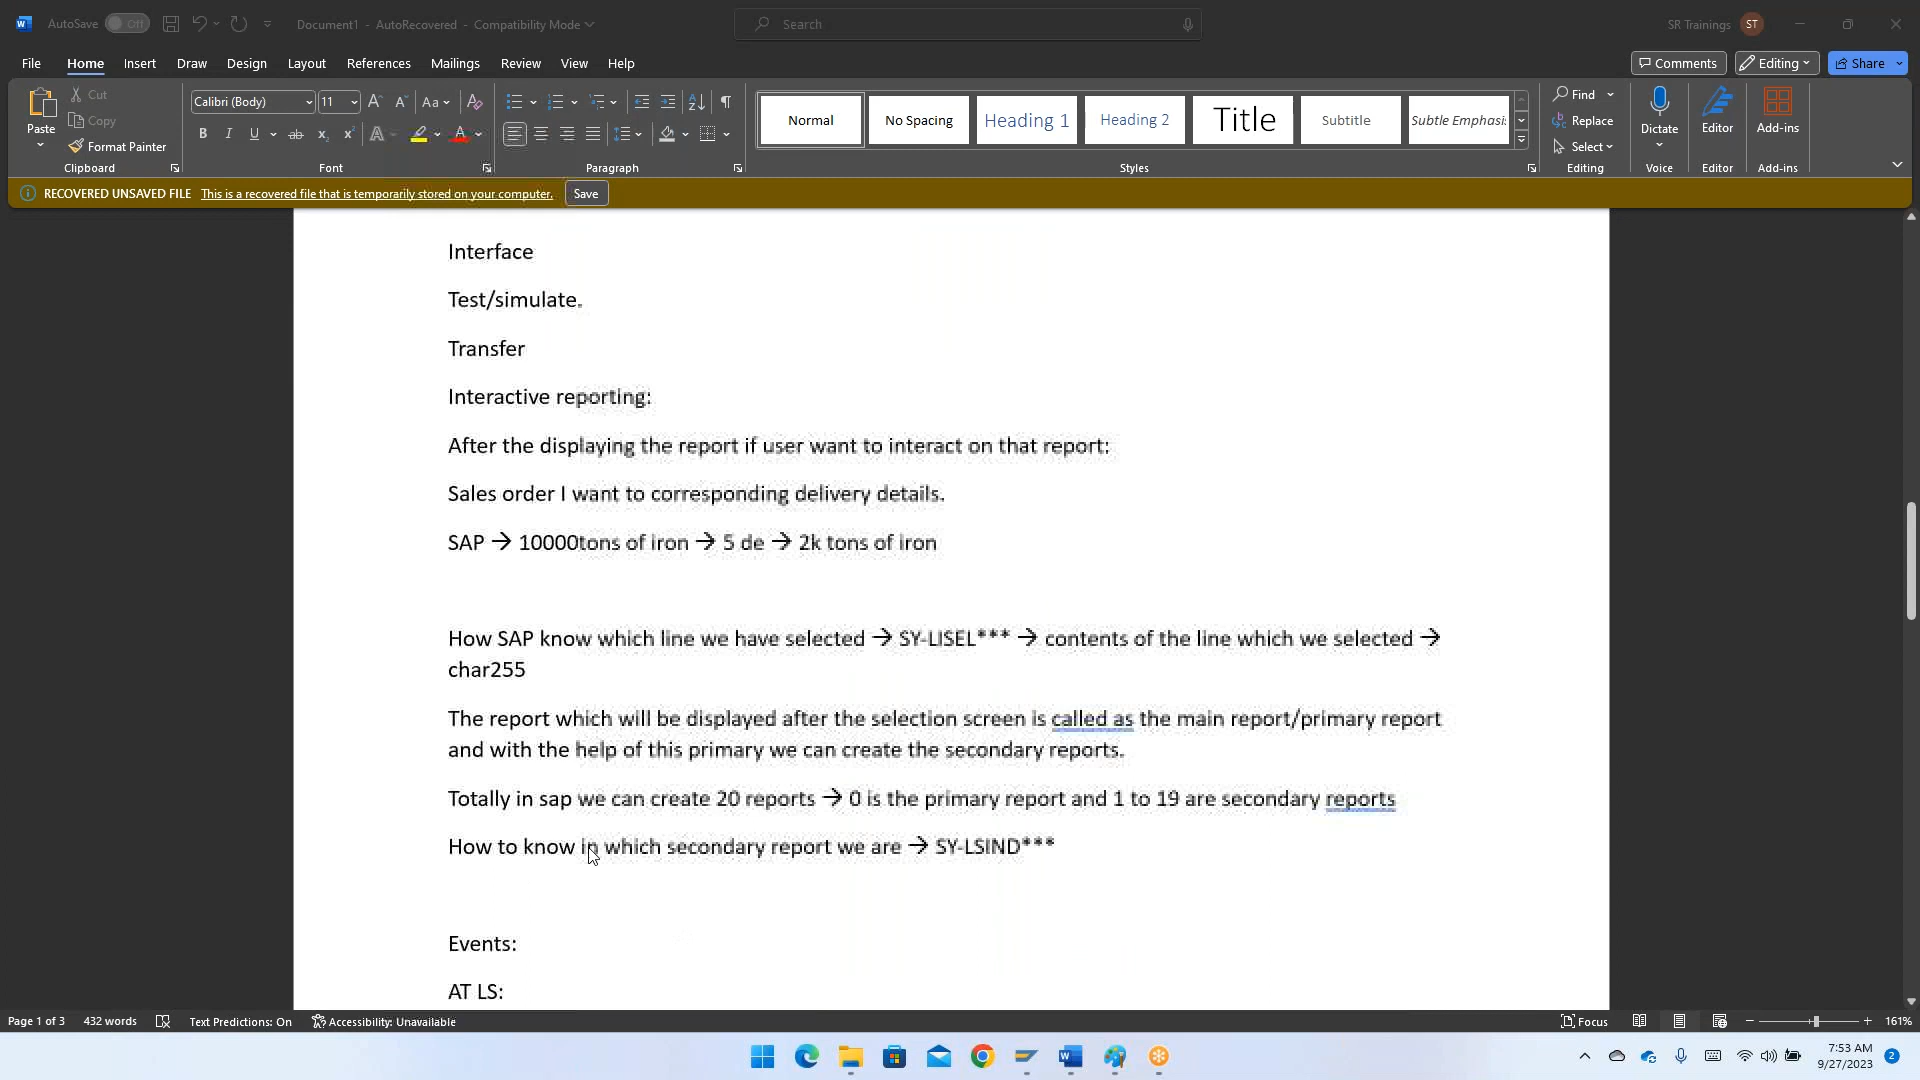 AutoSave Off Document1 - AutoRecovered - Compatibility Mode Search SR Trainings ST
File Home Insert Draw Design Layout References Mailings Review View Help Comments Editing Share
Paste Cut Copy Format Painter Clipboard
Calibri (Body) 11 Font
Paragraph
Normal No Spacing Heading 1 Heading 2 Title Subtitle Subtle Emphasi: Styles
Find Replace Select Editing
Dictate Voice
Editor Editor
Add-ins Add-ins
RECOVERED UNSAVED FILE This is a recovered file that is temporarily stored on your computer. Save
Interface
Test/simulate.
Transfer
Interactive reporting:
After the displaying the report if user want to interact on that report:
Sales order I want to corresponding delivery details.
SAP → 10000tons of iron → 5 de → 2k tons of iron
How SAP know which line we have selected → SY-LISEL*** → contents of the line which we selected →
char255
The report which will be displayed after the selection screen is called as the main report/primary report
and with the help of this primary we can create the secondary reports.
Totally in sap we can create 20 reports → 0 is the primary report and 1 to 19 are secondary reports
How to know in which secondary report we are → SY-LSIND***
Events:
AT LS:
Page 1 of 3 432 words Text Predictions: On Accessibility: Unavailable Focus 161%
7:53 AM
9/27/2023 2